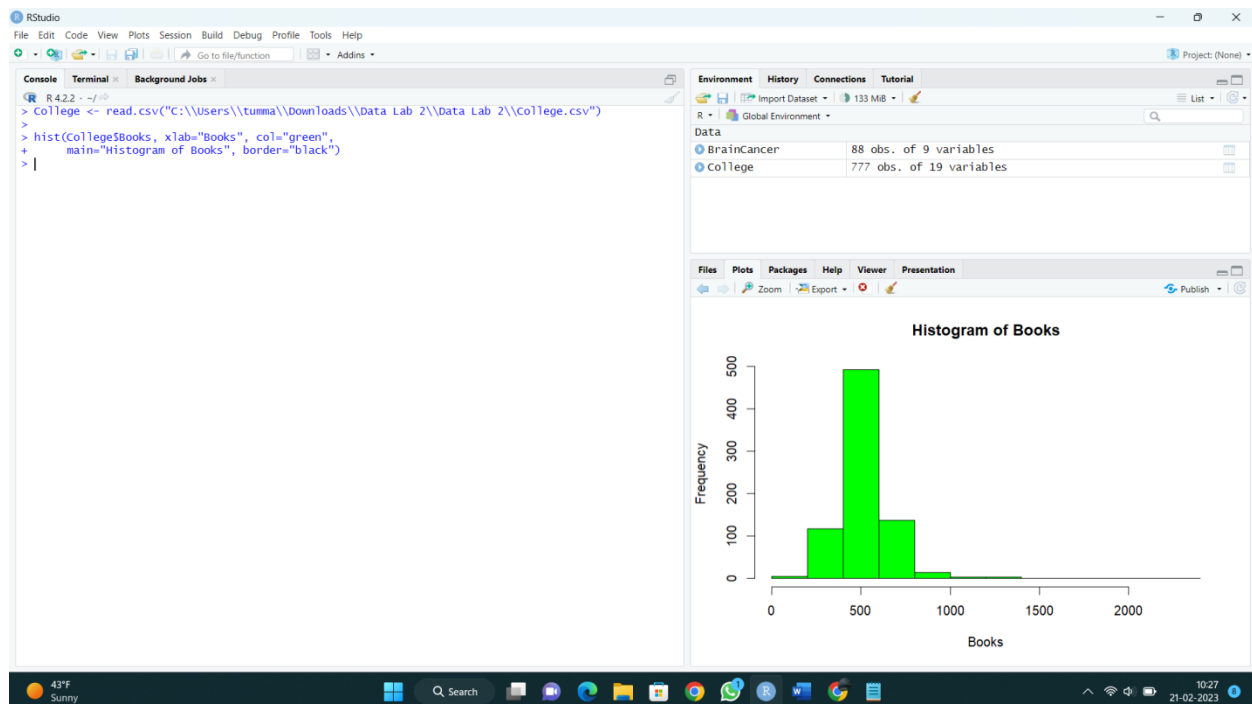 RStudio
File Edit Code View Plots Session Build Debug Profile Tools Help
Go to file/function Addins Project: (None)
Console Terminal Background Jobs
R 4.2.2 · ~/
> College <- read.csv("C:\\Users\\tumma\\Downloads\\Data Lab 2\\Data Lab 2\\College.csv")
>
> hist(College$Books, xlab="Books", col="green",
+ main="Histogram of Books", border="black")
>
Environment History Connections Tutorial
Import Dataset 133 MiB List
R Global Environment
Data
BrainCancer 88 obs. of 9 variables
College 777 obs. of 19 variables
Files Plots Packages Help Viewer Presentation
Zoom Export Publish
Histogram of Books
Frequency
500
400
300
200
100
0
0 500 1000 1500 2000
Books
43°F
Sunny
Search
10:27
21-02-2023
8